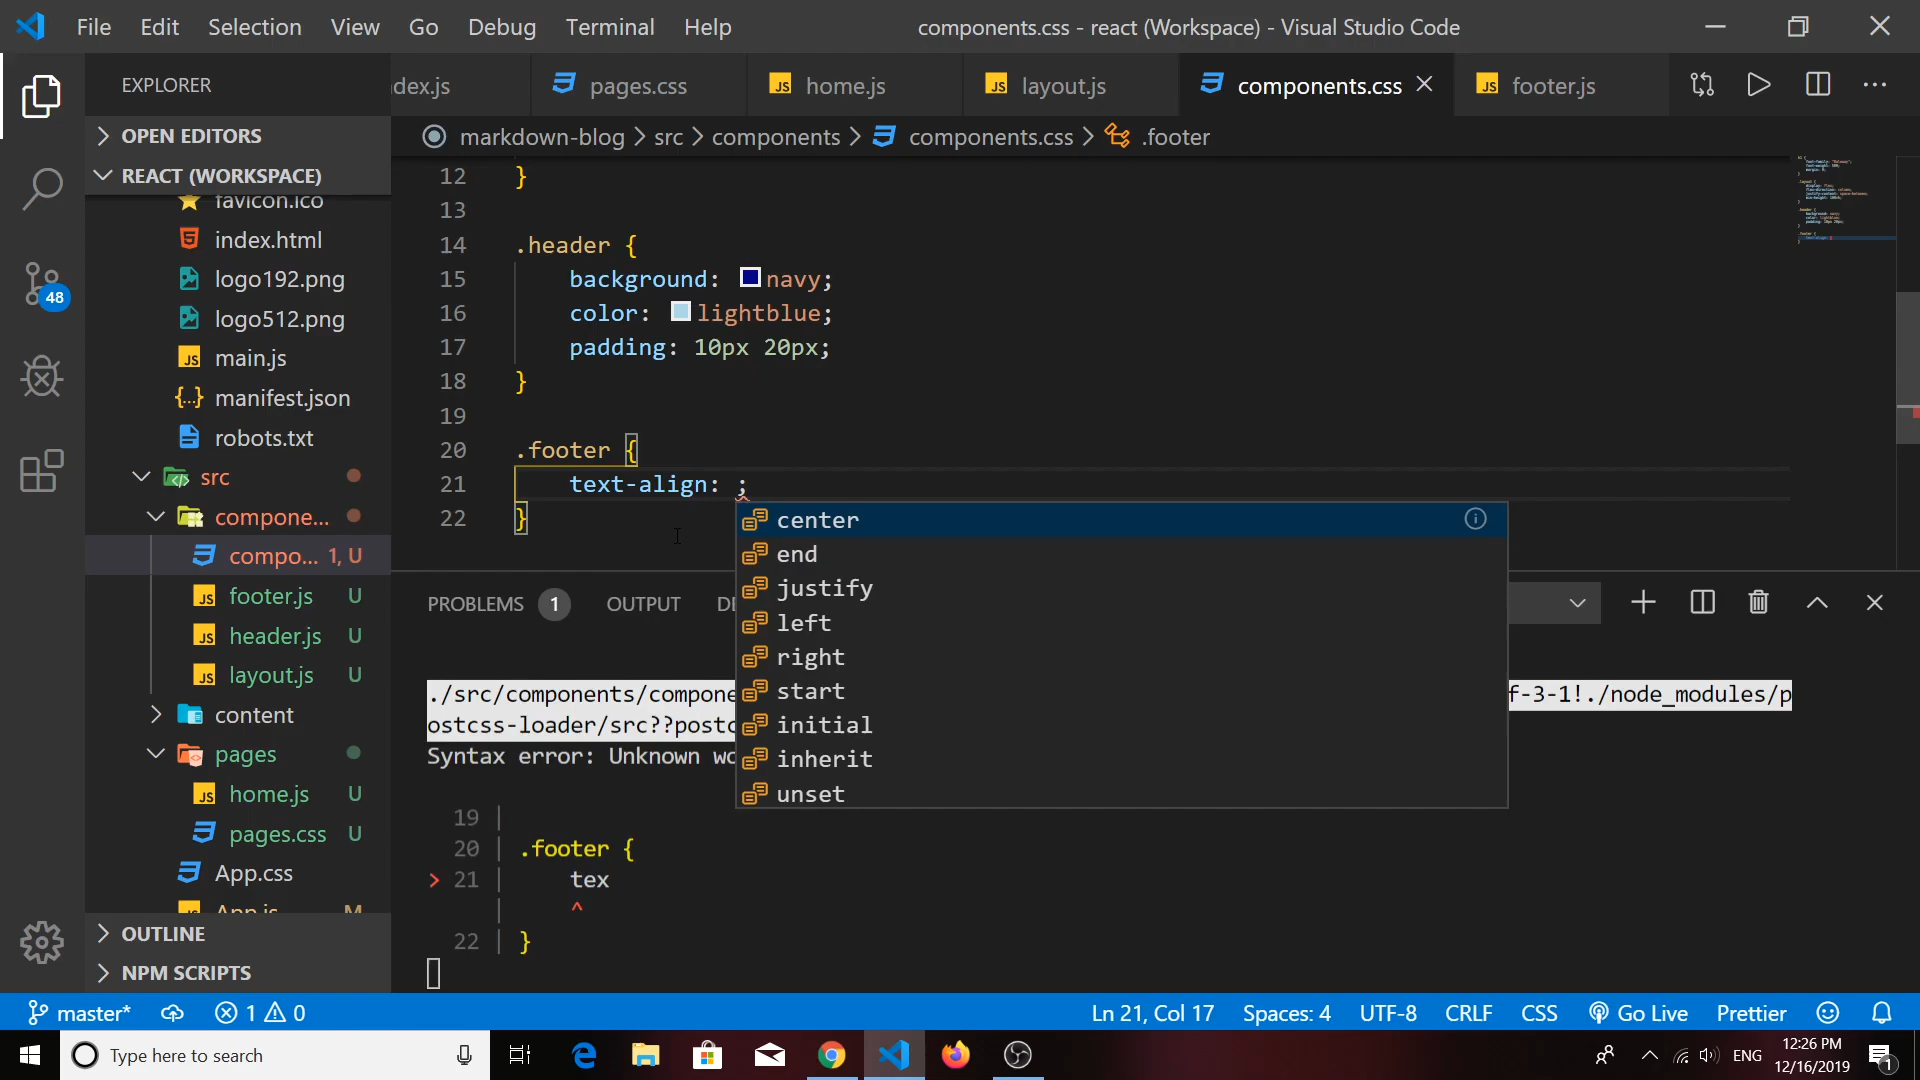 File Edit Selection View Go Debug Terminal Help
components.css - react (Workspace) - Visual Studio Code
EXPLORER
OPEN EDITORS
REACT (WORKSPACE)
favicon.ico
index.html
logo192.png
logo512.png
main.js
manifest.json
robots.txt
src
compone...
compo... 1, U
footer.js U
header.js U
layout.js U
content
pages
home.js U
pages.css U
App.css
App.js M
OUTLINE
NPM SCRIPTS
48
dex.js pages.css home.js layout.js components.css footer.js
markdown-blog > src > components > components.css > .footer
12 }
13
14 .header {
15 background: navy;
16 color: lightblue;
17 padding: 10px 20px;
18 }
19
20 .footer {
21 text-align: ;
22 }
center
end
justify
left
right
start
initial
inherit
unset
PROBLEMS 1 OUTPUT DE
./src/components/compone f-3-1!./node_modules/p
ostcss-loader/src??postc
Syntax error: Unknown wo
19 |
20 | .footer {
> 21 | tex
| ^
22 | }
master* 1 0
Ln 21, Col 17 Spaces: 4 UTF-8 CRLF CSS Go Live Prettier
Type here to search
ENG
12:26 PM
12/16/2019
1